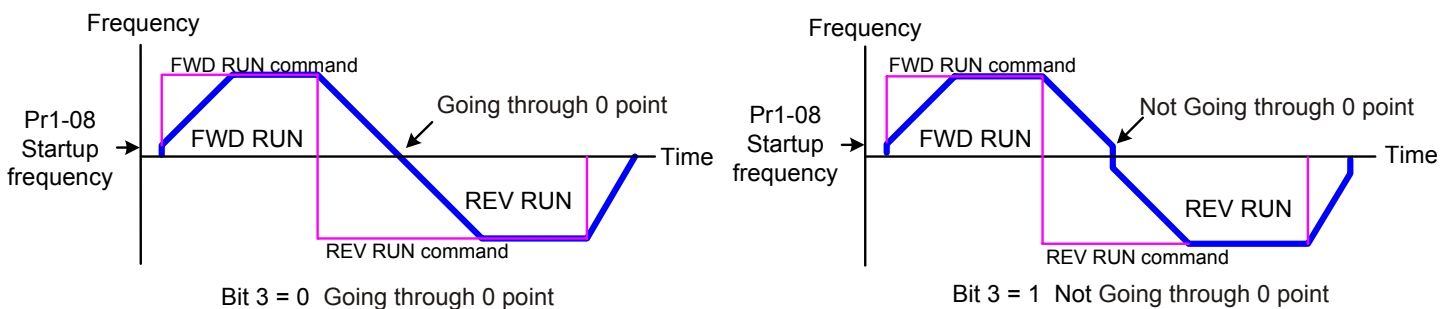 Frequency
FWD RUN command
Going through 0 point
Pr1-08
Startup
frequency
FWD RUN
Time
REV RUN
REV RUN command
Bit 3 = 0 Going through 0 point
Frequency
FWD RUN command
Not Going through 0 point
Pr1-08
Startup
frequency
FWD RUN
Time
REV RUN
REV RUN command
Bit 3 = 1 Not Going through 0 point